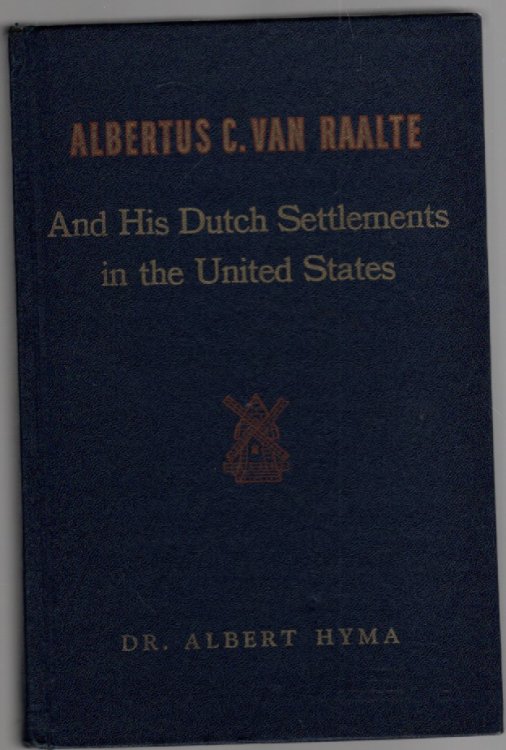 ALBERTUS C. VAN RAALTE
And His Dutch Settlements
in the United States
DR. ALBERT HYMA